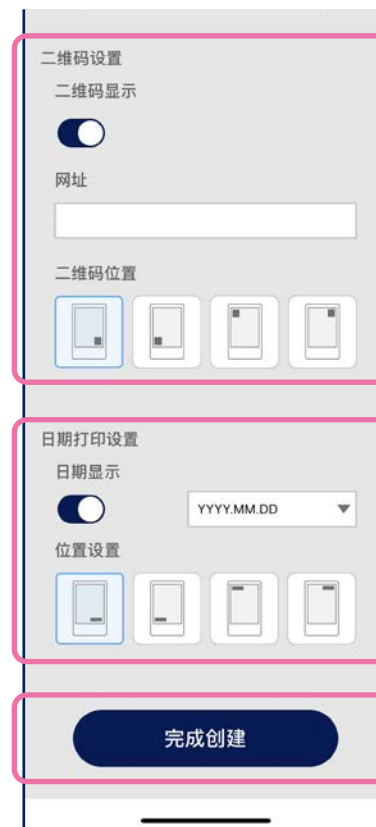 二维码设置
二维码显示
网址
二维码位置
日期打印设置
日期显示
YYYY.MM.DD
位置设置
完成创建